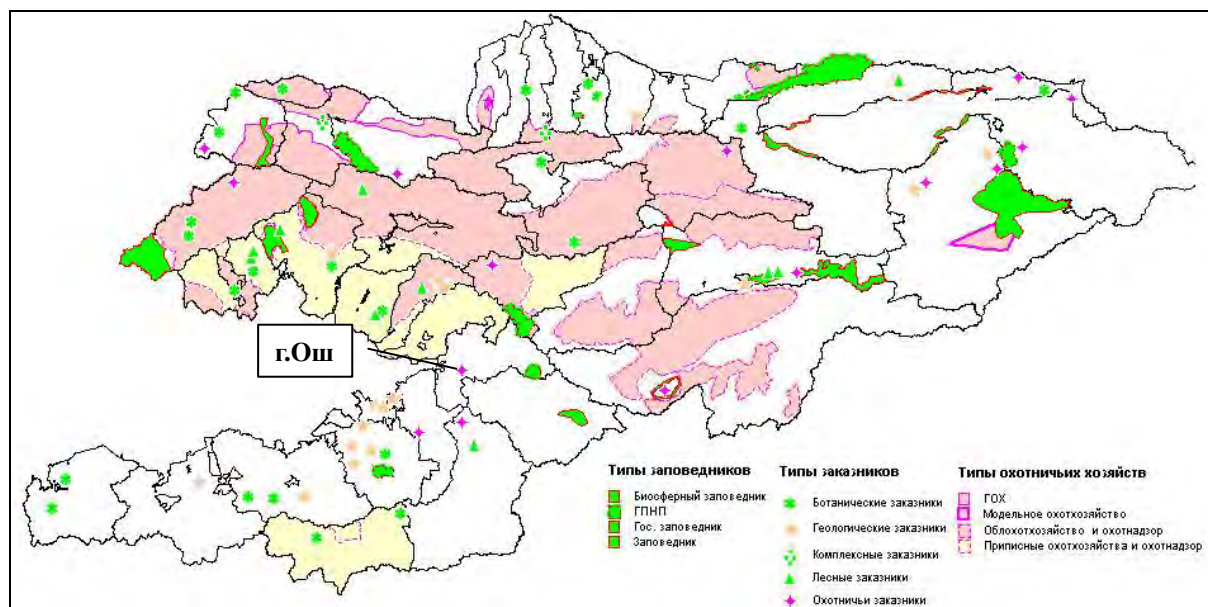 г.Ош
Типы заповедников
Биосферный заповедник
ГПНП
Гос. заповедник
Заповедник
Типы заказников
Ботанические заказники
Геологические заказники
Комплексные заказники
Лесные заказники
Охотничьи заказники
Типы охотничьих хозяйств
ГОХ
Модельное охотхозяйство
Облохотхозяйство и охотнадзор
Приписные охотхозяйства и охотнадзор